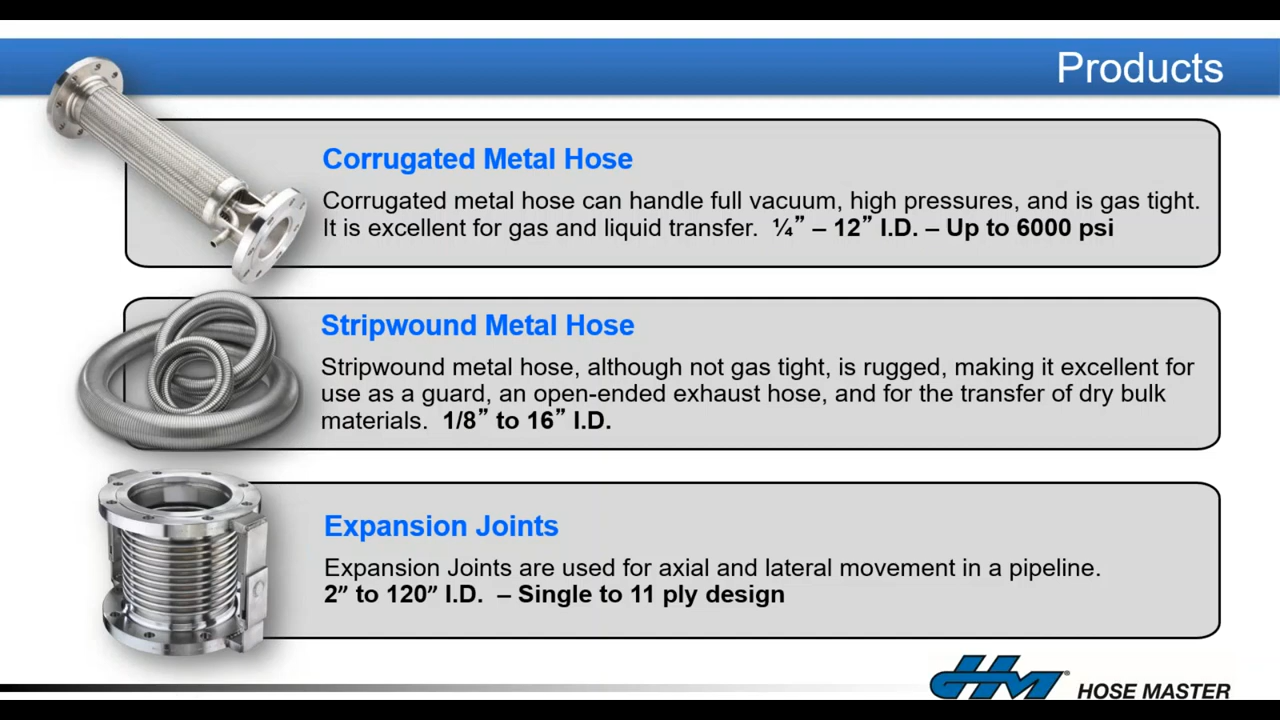 Products
Corrugated Metal Hose
Corrugated metal hose can handle full vacuum, high pressures, and is gas tight.
It is excellent for gas and liquid transfer. ¼” – 12” I.D. – Up to 6000 psi
Stripwound Metal Hose
Stripwound metal hose, although not gas tight, is rugged, making it excellent for
use as a guard, an open-ended exhaust hose, and for the transfer of dry bulk
materials. 1/8” to 16” I.D.
Expansion Joints
Expansion Joints are used for axial and lateral movement in a pipeline.
2” to 120” I.D. – Single to 11 ply design
HM® HOSE MASTER